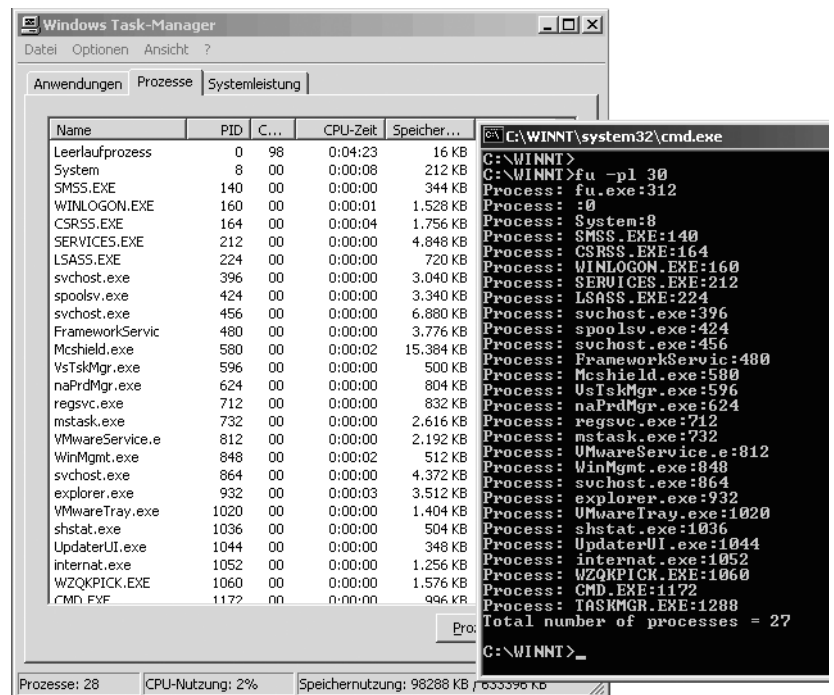 Windows Task-Manager
Datei Optionen Ansicht ?
Anwendungen Prozesse Systemleistung
Name PID C... CPU-Zeit Speicher...
Leerlaufprozess 0 98 0:04:23 16 KB
System 8 00 0:00:08 212 KB
SMSS.EXE 140 00 0:00:00 344 KB
WINLOGON.EXE 160 00 0:00:01 1.528 KB
CSRSS.EXE 164 00 0:00:04 1.756 KB
SERVICES.EXE 212 00 0:00:00 4.848 KB
LSASS.EXE 224 00 0:00:00 720 KB
svchost.exe 396 00 0:00:00 3.040 KB
spoolsv.exe 424 00 0:00:00 3.340 KB
svchost.exe 456 00 0:00:00 6.880 KB
FrameworkServic 480 00 0:00:00 3.776 KB
Mcshield.exe 580 00 0:00:02 15.384 KB
VsTskMgr.exe 596 00 0:00:00 500 KB
naPrdMgr.exe 624 00 0:00:00 804 KB
regsvc.exe 712 00 0:00:00 832 KB
mstask.exe 732 00 0:00:00 2.616 KB
VMwareService.e 812 00 0:00:00 2.192 KB
WinMgmt.exe 848 00 0:00:02 512 KB
svchost.exe 864 00 0:00:00 4.372 KB
explorer.exe 932 00 0:00:03 3.512 KB
VMwareTray.exe 1020 00 0:00:00 1.404 KB
shstat.exe 1036 00 0:00:00 504 KB
UpdaterUI.exe 1044 00 0:00:00 348 KB
internat.exe 1052 00 0:00:00 1.256 KB
WZQKPICK.EXE 1060 00 0:00:00 1.576 KB
CMD.EXE 1172 00 0:00:00 996 KB
Proz
Prozesse: 28 CPU-Nutzung: 2% Speichernutzung: 98288 KB / 633396 KB
C:\WINNT\system32\cmd.exe
C:\WINNT>
C:\WINNT>fu -pl 30
Process: fu.exe:312
Process: :0
Process: System:8
Process: SMSS.EXE:140
Process: CSRSS.EXE:164
Process: WINLOGON.EXE:160
Process: SERVICES.EXE:212
Process: LSASS.EXE:224
Process: svchost.exe:396
Process: spoolsv.exe:424
Process: svchost.exe:456
Process: FrameworkServic:480
Process: Mcshield.exe:580
Process: VsTskMgr.exe:596
Process: naPrdMgr.exe:624
Process: regsvc.exe:712
Process: mstask.exe:732
Process: VMwareService.e:812
Process: WinMgmt.exe:848
Process: svchost.exe:864
Process: explorer.exe:932
Process: VMwareTray.exe:1020
Process: shstat.exe:1036
Process: UpdaterUI.exe:1044
Process: internat.exe:1052
Process: WZQKPICK.EXE:1060
Process: CMD.EXE:1172
Process: TASKMGR.EXE:1288
Total number of processes = 27
C:\WINNT>_